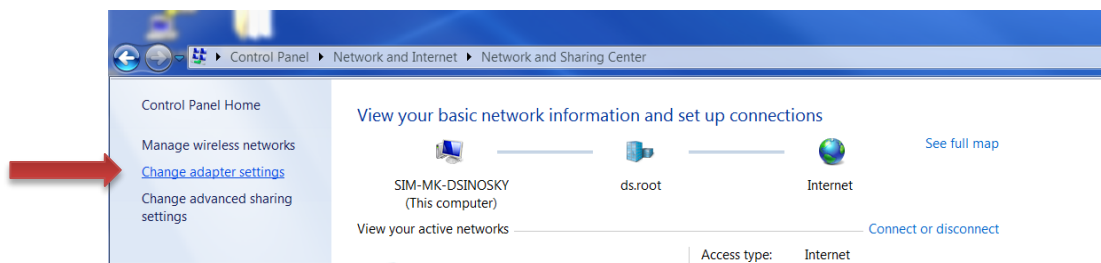 Control Panel ▸ Network and Internet ▸ Network and Sharing Center
Control Panel Home
Manage wireless networks
Change adapter settings
Change advanced sharing
settings
View your basic network information and set up connections
See full map
SIM-MK-DSINOSKY
(This computer)
ds.root
Internet
View your active networks
Connect or disconnect
Access type: Internet